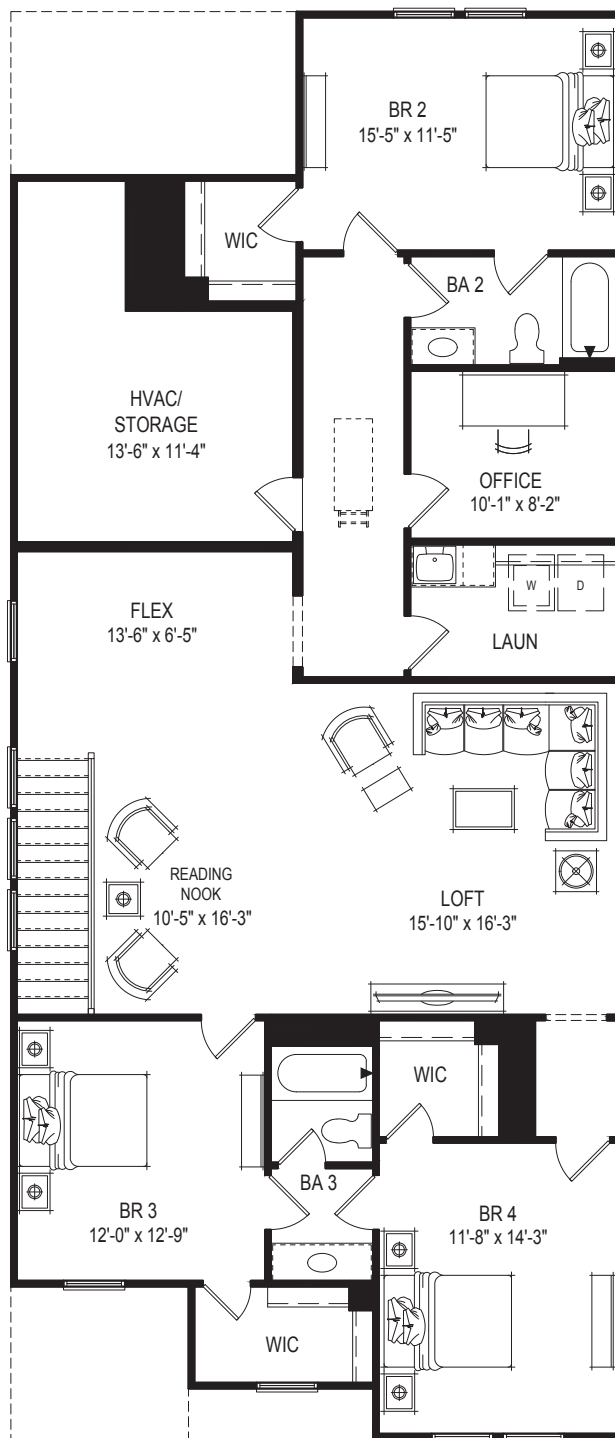 BR 2
15'-5" x 11'-5"
WIC
BA 2
HVAC/
STORAGE
13'-6" x 11'-4"
OFFICE
10'-1" x 8'-2"
W
D
LAUN
FLEX
13'-6" x 6'-5"
READING
NOOK
10'-5" x 16'-3"
LOFT
15'-10" x 16'-3"
WIC
BA 3
BR 3
12'-0" x 12'-9"
BR 4
11'-8" x 14'-3"
WIC